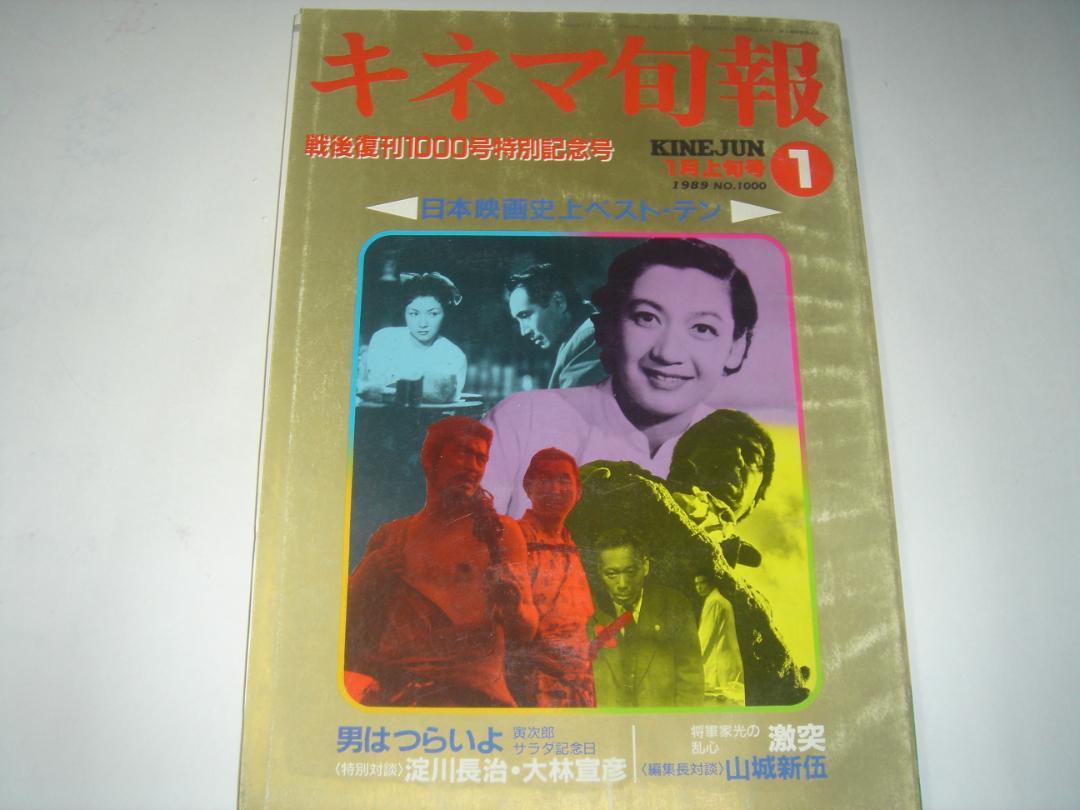 キネマ旬報
戦後復刊1000号特別記念号
KINEJUN
1月上旬号
1
1989 NO.1000
日本映画史上ベスト・テン
男はつらいよ 寅次郎サラダ記念日
〈特別対談〉淀川長治・大林宣彦
将軍家光の乱心 激突
〈編集長対談〉山城新伍